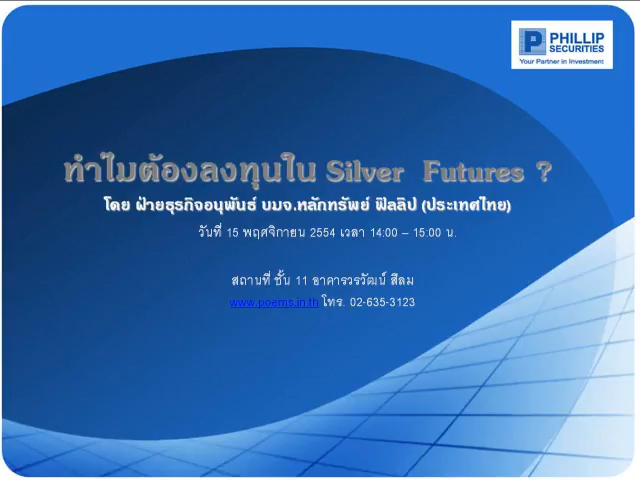 PHILLIP
SECURITIES
Your Partner in Investment
ทำไมต้องลงทุนใน Silver Futures ?
โดย ฝ่ายธุรกิจอนุพันธ์ บมจ.หลักทรัพย์ ฟิลลิป (ประเทศไทย)
วันที่ 15 พฤศจิกายน 2554 เวลา 14:00 – 15:00 น.
สถานที่ ชั้น 11 อาคารวรวัฒน์ สีลม
www.poems.in.th โทร. 02-635-3123